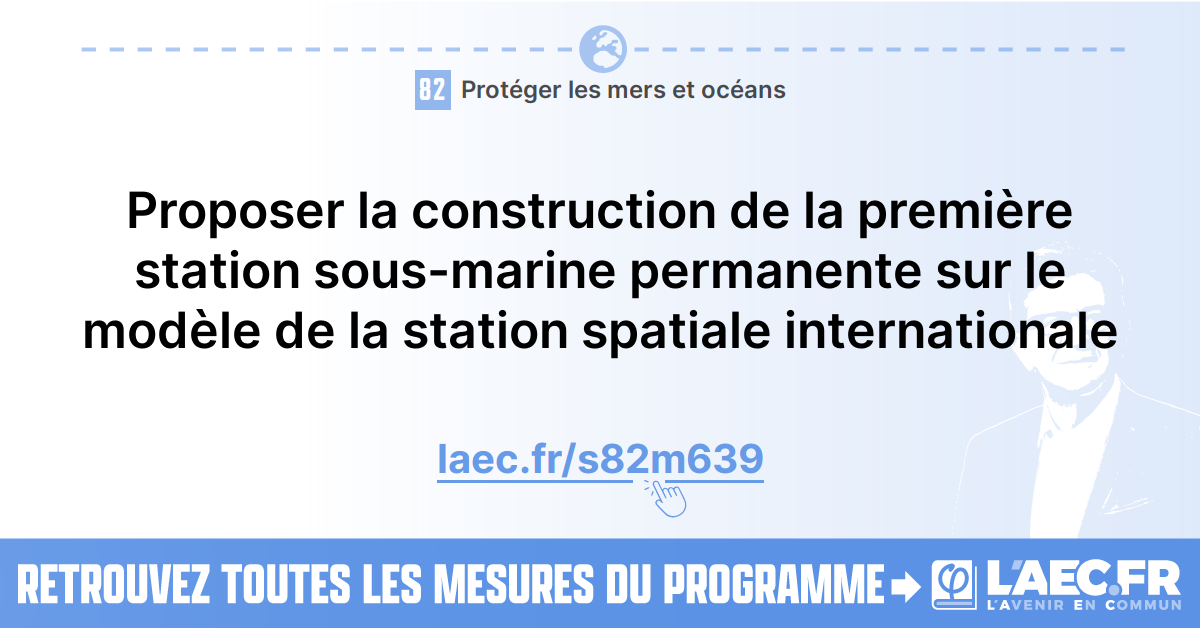 82 Protéger les mers et océans
Proposer la construction de la première
station sous-marine permanente sur le
modèle de la station spatiale internationale
laec.fr/s82m639
RETROUVEZ TOUTES LES MESURES DU PROGRAMME
φ L'AEC.FR
L'AVENIR EN COMMUN